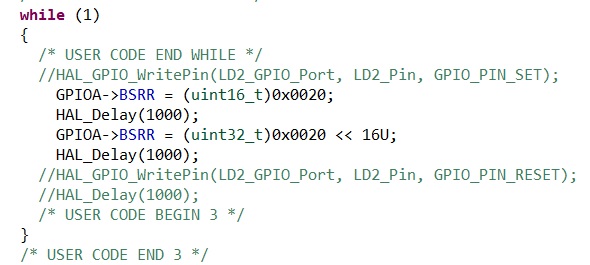 while (1)
{
/* USER CODE END WHILE */
//HAL_GPIO_WritePin(LD2_GPIO_Port, LD2_Pin, GPIO_PIN_SET);
GPIOA->BSRR = (uint16_t)0x0020;
HAL_Delay(1000);
GPIOA->BSRR = (uint32_t)0x0020 << 16U;
HAL_Delay(1000);
//HAL_GPIO_WritePin(LD2_GPIO_Port, LD2_Pin, GPIO_PIN_RESET);
//HAL_Delay(1000);
/* USER CODE BEGIN 3 */
}
/* USER CODE END 3 */